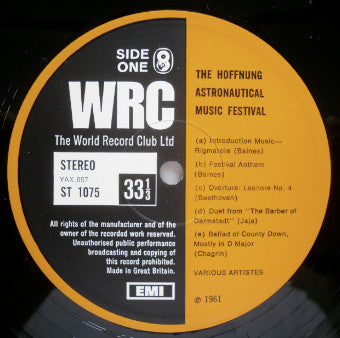 SIDE
ONE 8
WRC
The World Record Club Ltd
STEREO
YAX.657
ST 1075
33 1/3
All rights of the manufacturer and of the
owner of the recorded work reserved.
Unauthorised public performance
broadcasting and copying of
this record prohibited.
Made in Great Britain.
EMI
THE HOFFNUNG
ASTRONAUTICAL
MUSIC FESTIVAL
(a) Introduction Music—
Rigmarole (Baines)
(b) Festival Anthem
(Baines)
(c) Overture: Leonore No. 4
(Beethoven)
(d) Duet from "The Barber of
Darmstadt" (Jaja)
(e) Ballad of County Down,
Mostly in D Major
(Chagrin)
VARIOUS ARTISTES
℗ 1961